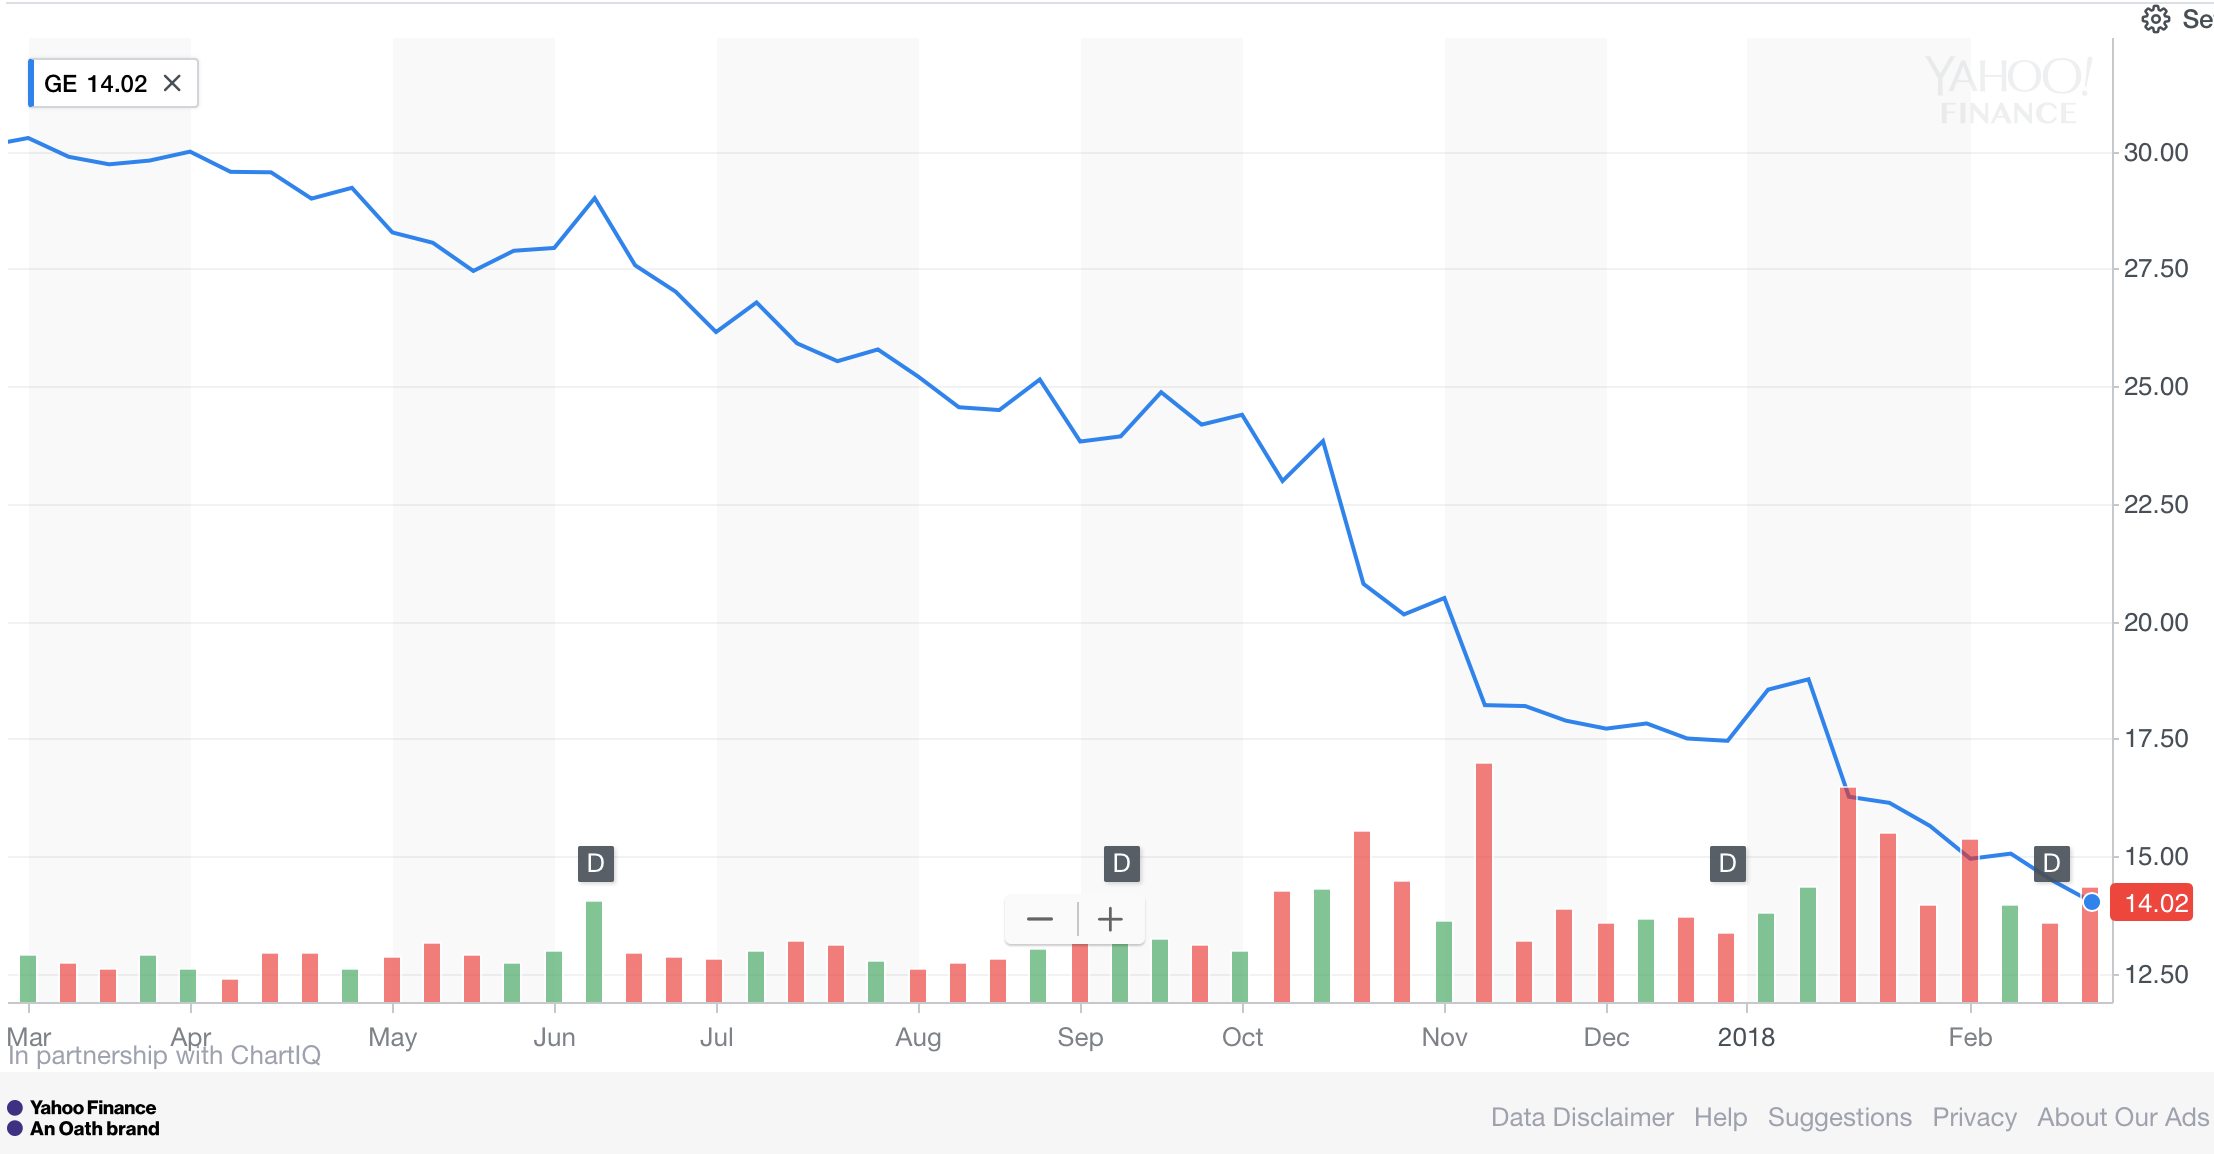 Se
GE 14.02
YAHOO!
FINANCE
30.00
27.50
25.00
22.50
20.00
17.50
15.00
14.02
12.50
D
D
D
D
Mar Apr May Jun Jul Aug Sep Oct Nov Dec 2018 Feb
In partnership with ChartIQ
Yahoo Finance
An Oath brand
Data Disclaimer Help Suggestions Privacy About Our Ads